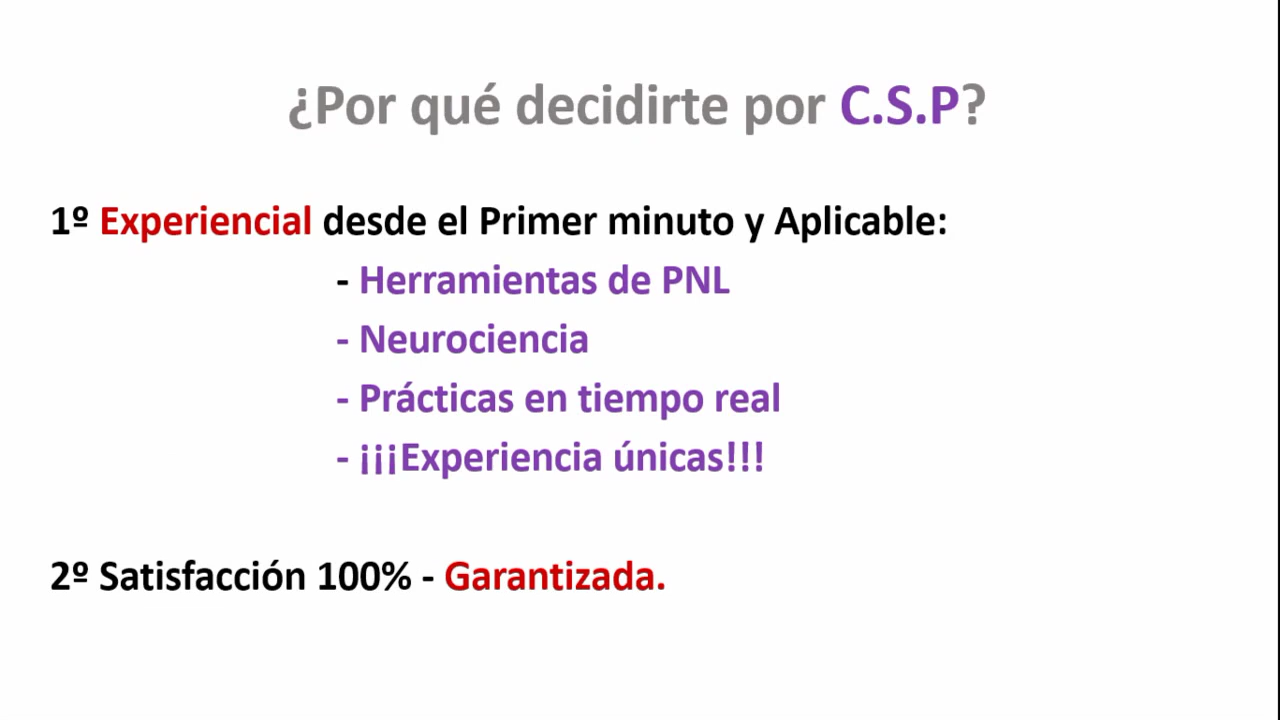 ¿Por qué decidirte por C.S.P?
1º Experiencial desde el Primer minuto y Aplicable:
- Herramientas de PNL
- Neurociencia
- Prácticas en tiempo real
- ¡¡¡Experiencia únicas!!!
2º Satisfacción 100% - Garantizada.